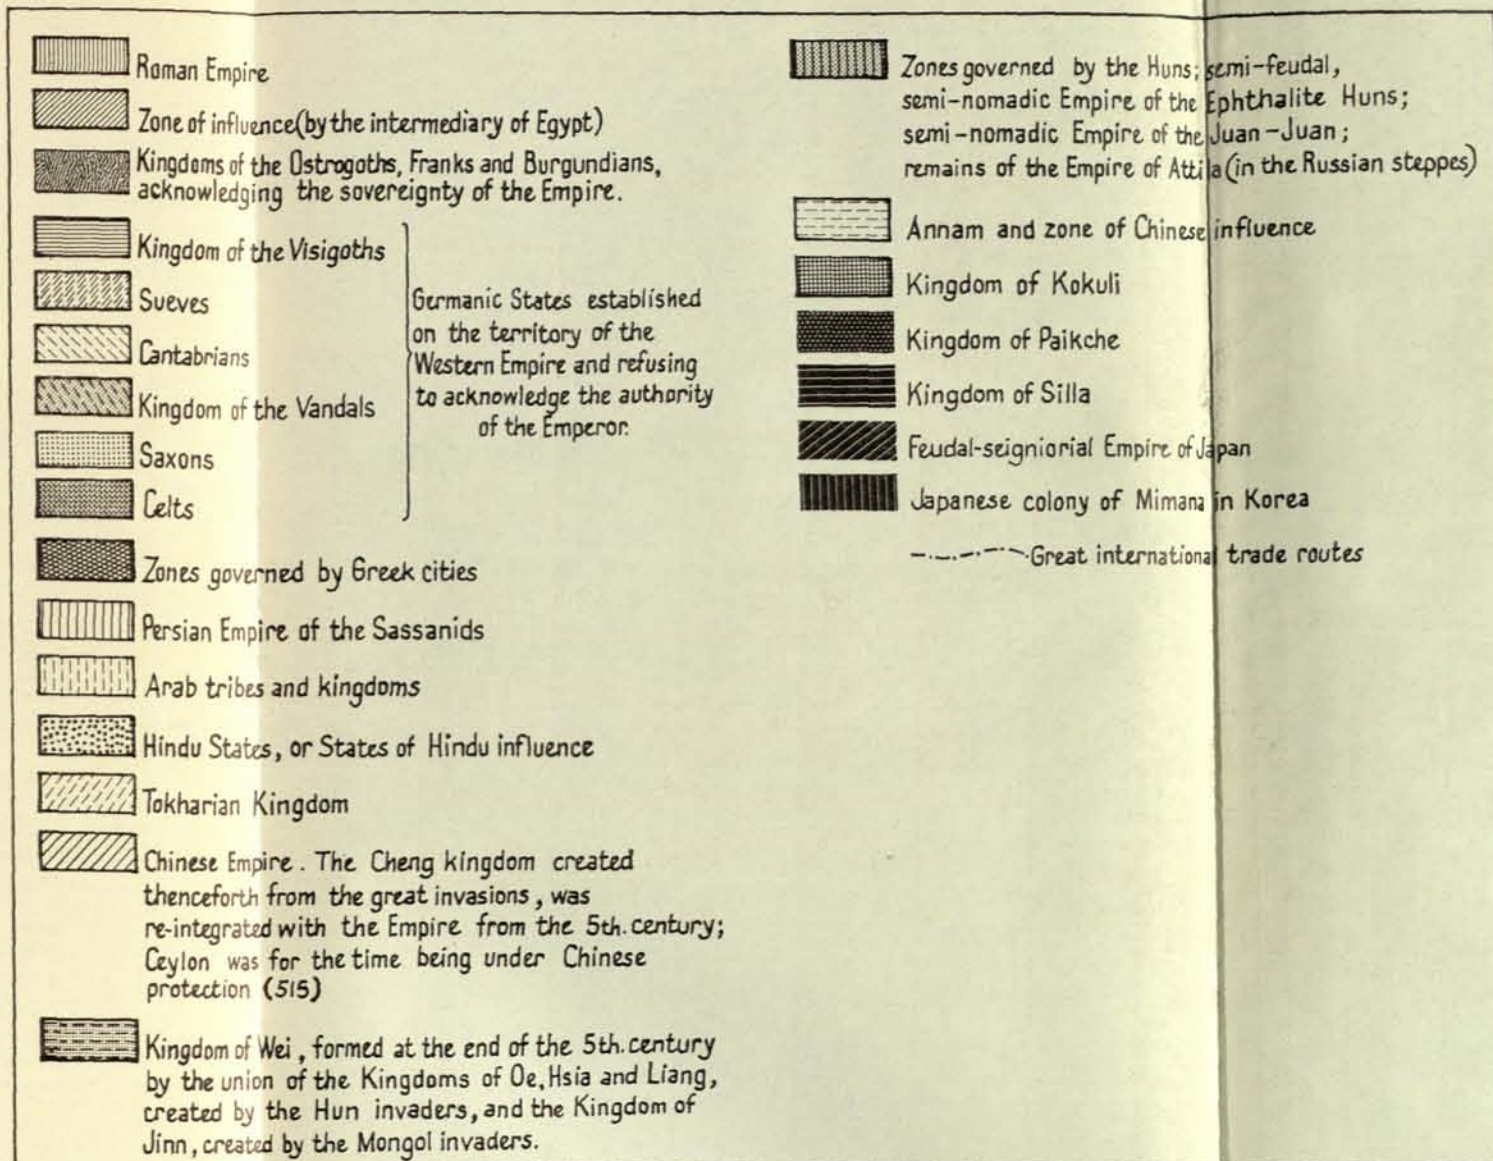 Roman Empire
Zone of influence(by the intermediary of Egypt)
Kingdoms of the Ostrogoths, Franks and Burgundians,
acknowledging the sovereignty of the Empire.
Kingdom of the Visigoths
Sueves
Cantabrians
Kingdom of the Vandals
Saxons
Celts
Germanic States established
on the territory of the
Western Empire and refusing
to acknowledge the authority
of the Emperor.
Zones governed by Greek cities
Persian Empire of the Sassanids
Arab tribes and kingdoms
Hindu States, or States of Hindu influence
Tokharian Kingdom
Chinese Empire. The Cheng kingdom created
thenceforth from the great invasions, was
re-integrated with the Empire from the 5th. century;
Ceylon was for the time being under Chinese
protection (515)
Kingdom of Wei, formed at the end of the 5th. century
by the union of the Kingdoms of Oe, Hsia and Liang,
created by the Hun invaders, and the Kingdom of
Jinn, created by the Mongol invaders.
Zones governed by the Huns; semi-feudal,
semi-nomadic Empire of the Ephthalite Huns;
semi-nomadic Empire of the Juan-Juan;
remains of the Empire of Attila (in the Russian steppes)
Annam and zone of Chinese influence
Kingdom of Kokuli
Kingdom of Paikche
Kingdom of Silla
Feudal-seigniorial Empire of Japan
Japanese colony of Mimana in Korea
Great international trade routes